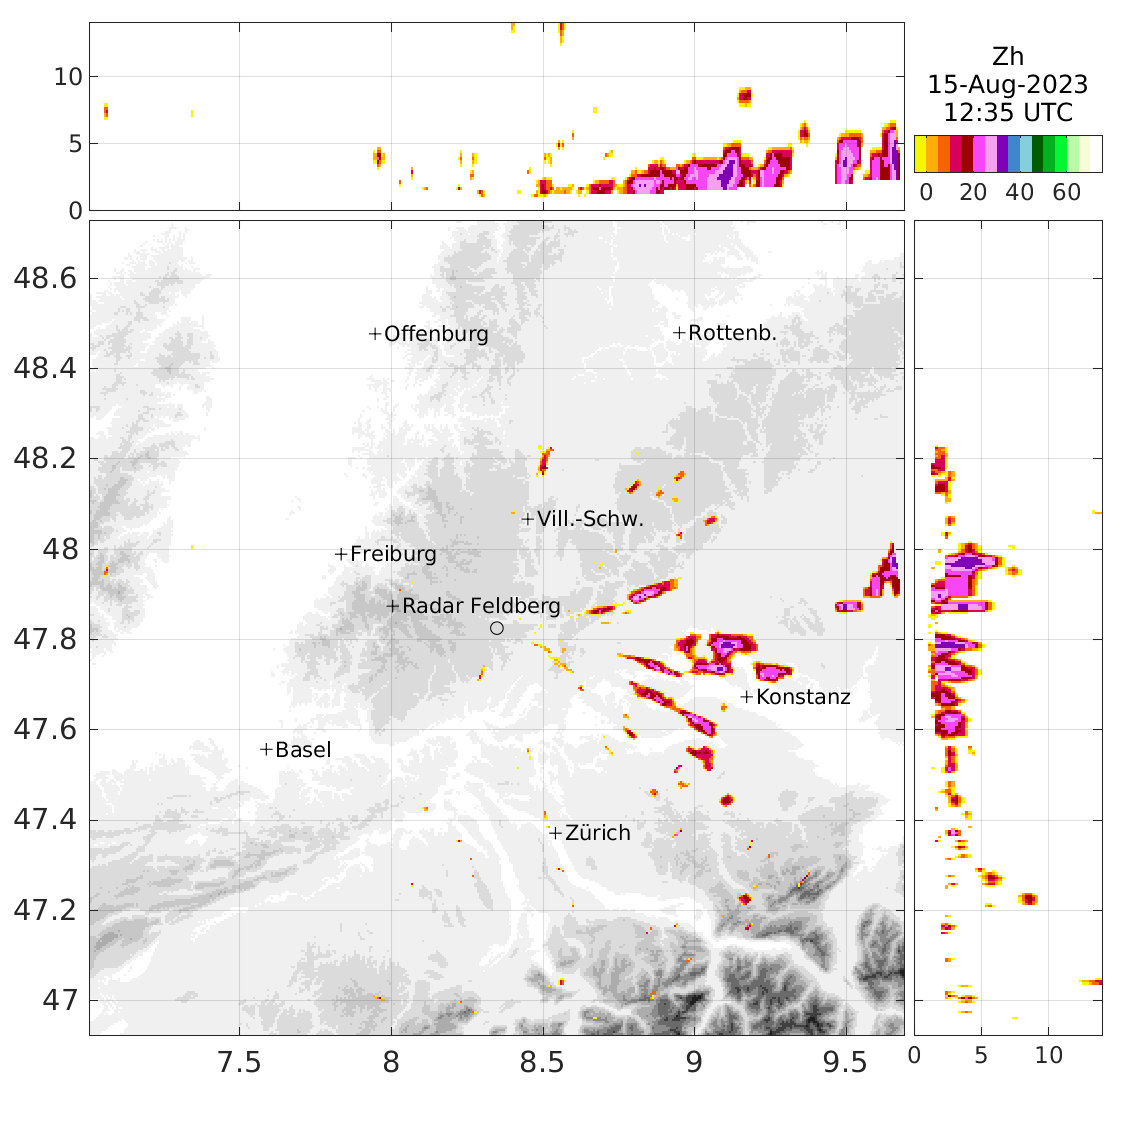 Zh
15-Aug-2023
12:35 UTC
0 20 40 60
10
5
0
48.6
48.4
48.2
48
47.8
47.6
47.4
47.2
47
+Offenburg
+Rottenb.
+Vill.-Schw.
+Freiburg
+Radar Feldberg
+Konstanz
+Basel
+Zürich
7.5 8 8.5 9 9.5
0 5 10